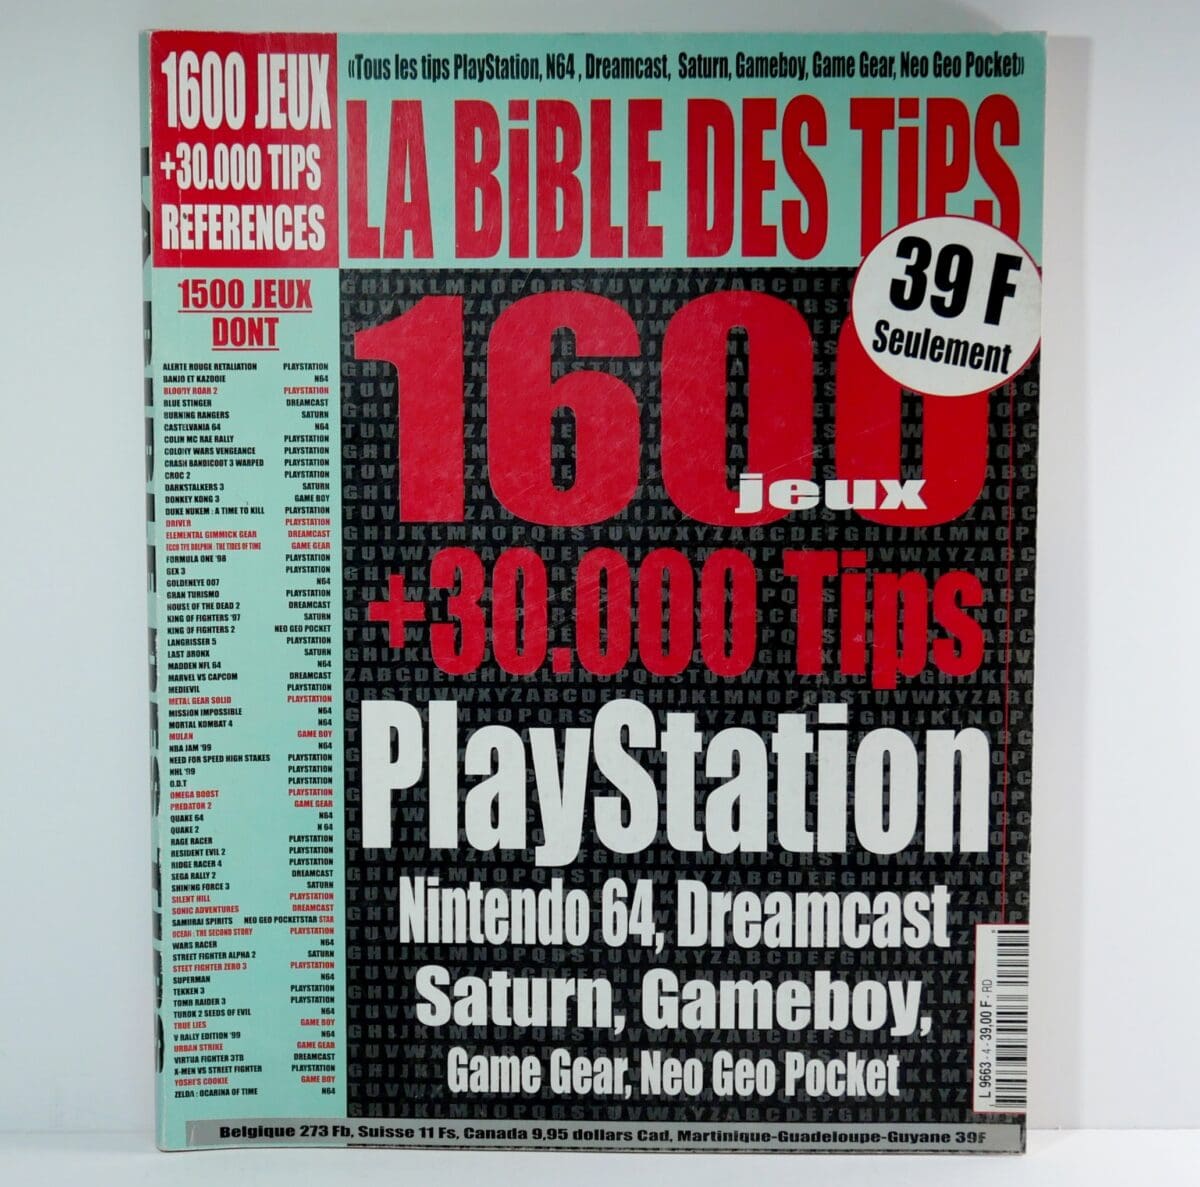 1600 JEUX
+30.000 TIPS
REFERENCES
«Tous les tips PlayStation, N64 , Dreamcast, Saturn, Gameboy, Game Gear, Neo Geo Pocket»
LA BiBLE DES TiPS
39 F
Seulement
1500 JEUX
DONT
ALERTE ROUGE RETALIATION PLAYSTATION
BANJO ET KAZOOIE N64
BLOODY ROAR 2 PLAYSTATION
BLUE STINGER DREAMCAST
BURNING RANGERS SATURN
CASTELVANIA 64 N64
COLIN MC RAE RALLY PLAYSTATION
COLONY WARS VENGEANCE PLAYSTATION
CRASH BANDICOOT 3 WARPED PLAYSTATION
CROC 2 PLAYSTATION
DARKSTALKERS 3 SATURN
DONKEY KONG 3 GAME BOY
DUKE NUKEM : A TIME TO KILL PLAYSTATION
DRIVER PLAYSTATION
ELEMENTAL GIMMICK GEAR DREAMCAST
ECCO THE DOLPHIN : THE TIDES OF TIME GAME GEAR
FORMULA ONE '98 PLAYSTATION
GEX 3 PLAYSTATION
GOLDENEYE 007 N64
GRAN TURISMO PLAYSTATION
HOUSE OF THE DEAD 2 DREAMCAST
KING OF FIGHTERS '97 SATURN
KING OF FIGHTERS 2 NEO GEO POCKET
LANGRISSER 5 PLAYSTATION
LAST BRONX SATURN
MADDEN NFL 64 N64
MARVEL VS CAPCOM DREAMCAST
MEDIEVIL PLAYSTATION
METAL GEAR SOLID PLAYSTATION
MISSION IMPOSSIBLE N64
MORTAL KOMBAT 4 N64
MULAN GAME BOY
NBA JAM '99 N64
NEED FOR SPEED HIGH STAKES PLAYSTATION
NHL '99 PLAYSTATION
O.D.T PLAYSTATION
OMEGA BOOST PLAYSTATION
PREDATOR 2 GAME GEAR
QUAKE 64 N64
QUAKE 2 N 64
RAGE RACER PLAYSTATION
RESIDENT EVIL 2 PLAYSTATION
RIDGE RACER 4 PLAYSTATION
SEGA RALLY 2 DREAMCAST
SHINING FORCE 3 SATURN
SILENT HILL PLAYSTATION
SONIC ADVENTURES DREAMCAST
SAMURAI SPIRITS NEO GEO POCKETSTAR STAR
OCEAN : THE SECOND STORY PLAYSTATION
WARS RACER N64
STREET FIGHTER ALPHA 2 SATURN
STEET FIGHTER ZERO 3 PLAYSTATION
SUPERMAN N64
TEKKEN 3 PLAYSTATION
TOMB RAIDER 3 PLAYSTATION
TUROK 2 SEEDS OF EVIL N64
TRUE LIES GAME BOY
V RALLY EDITION '99 N64
URBAN STRIKE GAME GEAR
VIRTUA FIGHTER 3TB DREAMCAST
X-MEN VS STREET FIGHTER PLAYSTATION
YOSHI'S COOKIE GAME BOY
ZELDA : OCARINA OF TIME N64
1600
jeux
+30.000 Tips
PlayStation
Nintendo 64, Dreamcast
Saturn, Gameboy,
Game Gear, Neo Geo Pocket
L 9663 - 4 - 39,00 F - RD
Belgique 273 Fb, Suisse 11 Fs, Canada 9,95 dollars Cad, Martinique-Guadeloupe-Guyane 39F